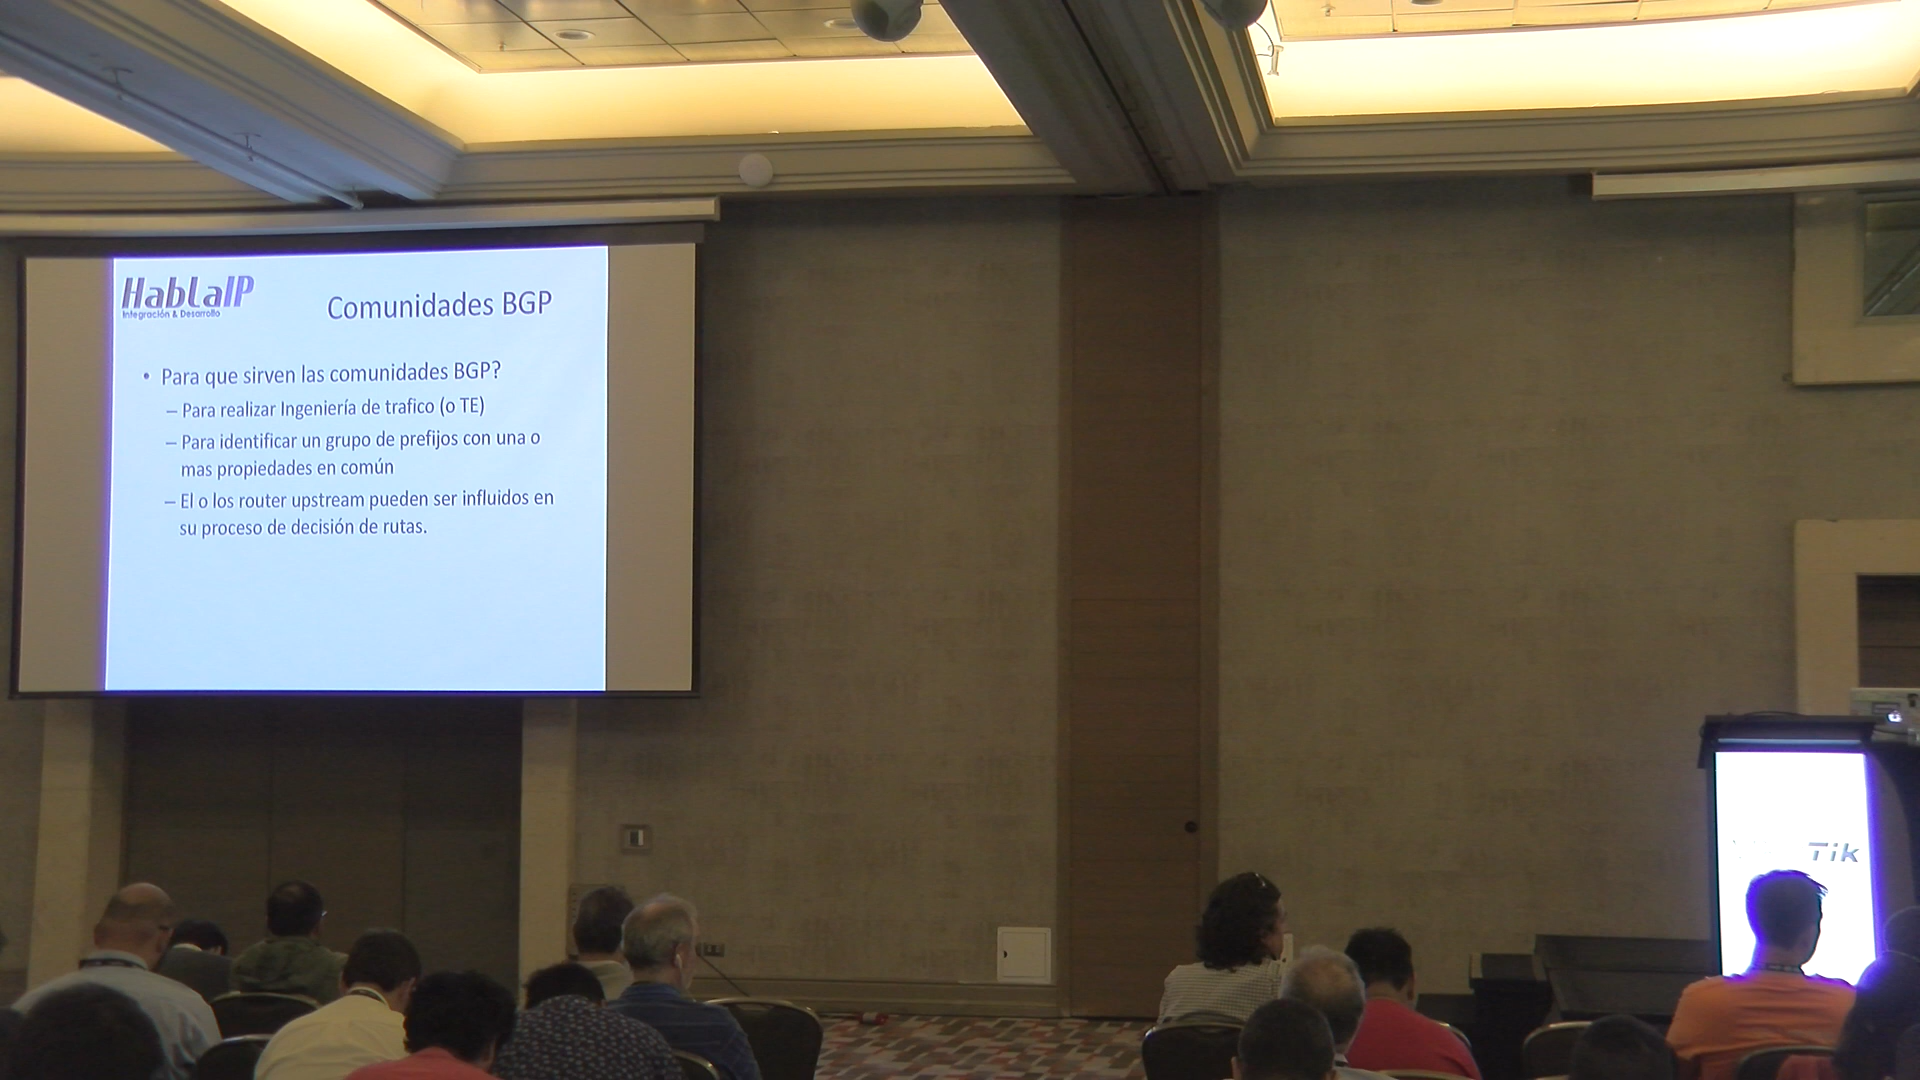 HablaIP
Integración & Desarrollo
Comunidades BGP
• Para que sirven las comunidades BGP?
– Para realizar Ingeniería de trafico (o TE)
– Para identificar un grupo de prefijos con una o
mas propiedades en común
– El o los router upstream pueden ser influidos en
su proceso de decisión de rutas.
Tik